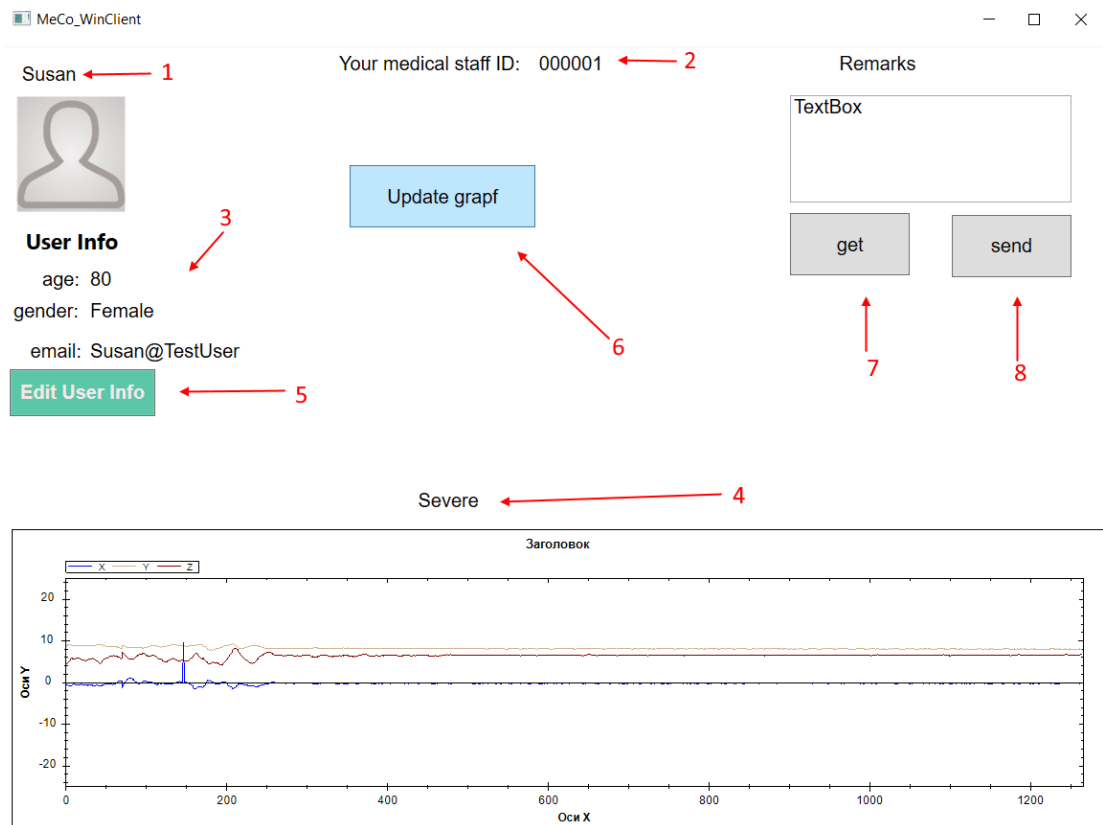 MeCo_WinClient
Susan
1
Your medical staff ID: 000001
2
Remarks
TextBox
Update grapf
get
send
3
User Info
age: 80
gender: Female
email: Susan@TestUser
Edit User Info
5
6
7
8
Severe
4
Заголовок
X Y Z
Оси Y
20
10
0
-10
-20
0 200 400 600 800 1000 1200
Оси X